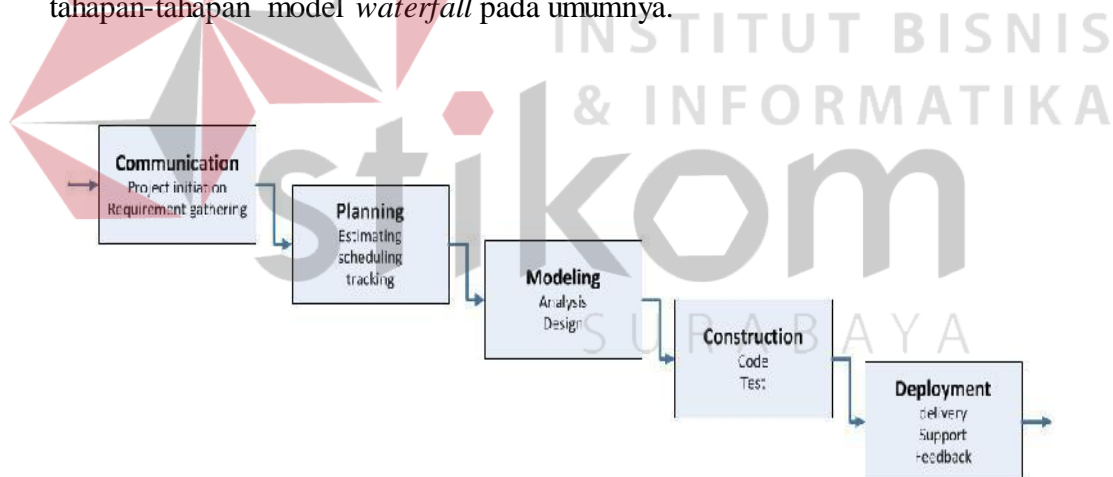 tahapan-tahapan model waterfall pada umumnya.
INSTITUT BISNIS
& INFORMATIKA
stikom
SURABAYA
Communication
Project initiation
Requirement gathering
Planning
Estimating
scheduling
tracking
Modeling
Analysis
Design
Construction
Code
Test
Deployment
delivery
Support
Feedback